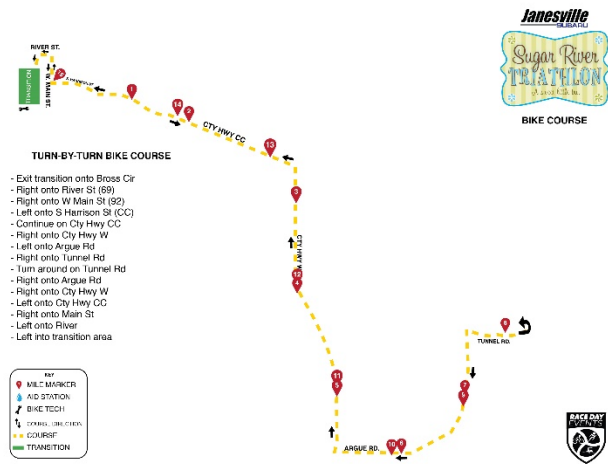 Janesville
SUBARU
Sugar River
TRIATHLON
BIKE COURSE
RIVER ST.
TRANSITION
W. MAIN ST.
1
14
2
CTY HWY CC
13
3
CTY HWY W
12
4
11
5
TUNNEL RD.
7
ARGUE RD.
10
6
TURN-BY-TURN BIKE COURSE
- Exit transition onto Bross Cir
- Right onto River St (69)
- Right onto W Main St (92)
- Left onto S Harrison St (CC)
- Continue on Cty Hwy CC
- Right onto Cty Hwy W
- Left onto Argue Rd
- Right onto Tunnel Rd
- Turn around on Tunnel Rd
- Right onto Argue Rd
- Right onto Cty Hwy W
- Left onto Cty Hwy CC
- Right onto Main St
- Left onto River
- Left into transition area
KEY
MILE MARKER
AID STATION
BIKE TECH
COURSE DIRECTION
COURSE
TRANSITION
RACE DAY
EVENTS